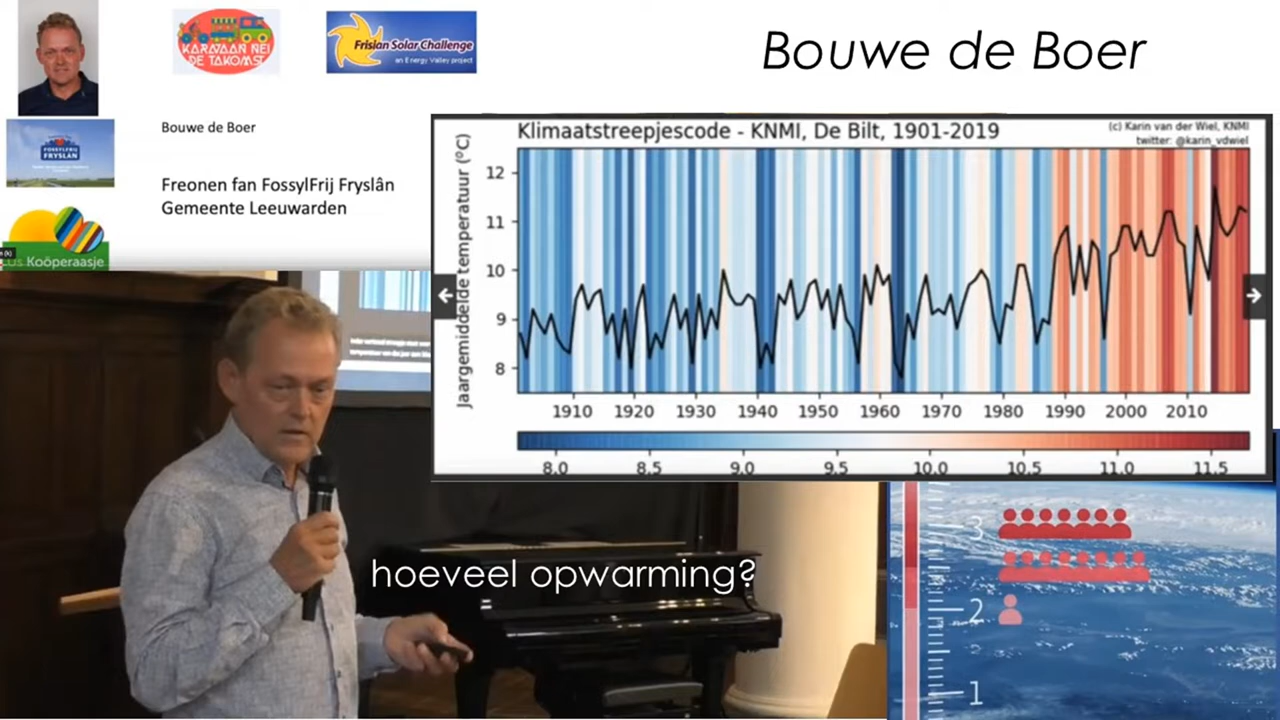 Bouwe de Boer
KARAVAAN NEI
DE TAKOMST
Frisian Solar Challenge
an Energy Valley project
Bouwe de Boer
FOSSYLFRIJ
FRYSLÂN
Freonen fan FossylFrij Fryslân
Gemeente Leeuwarden
Koöperaasje
Klimaatstreepjescode - KNMI, De Bilt, 1901-2019
(c) Karin van der Wiel, KNMI
twitter: @karin_vdwiel
Jaargemiddelde temperatuur (°C)
12
11
10
9
8
1910 1920 1930 1940 1950 1960 1970 1980 1990 2000 2010
8.0 8.5 9.0 9.5 10.0 10.5 11.0 11.5
hoeveel opwarming?
3
2
1